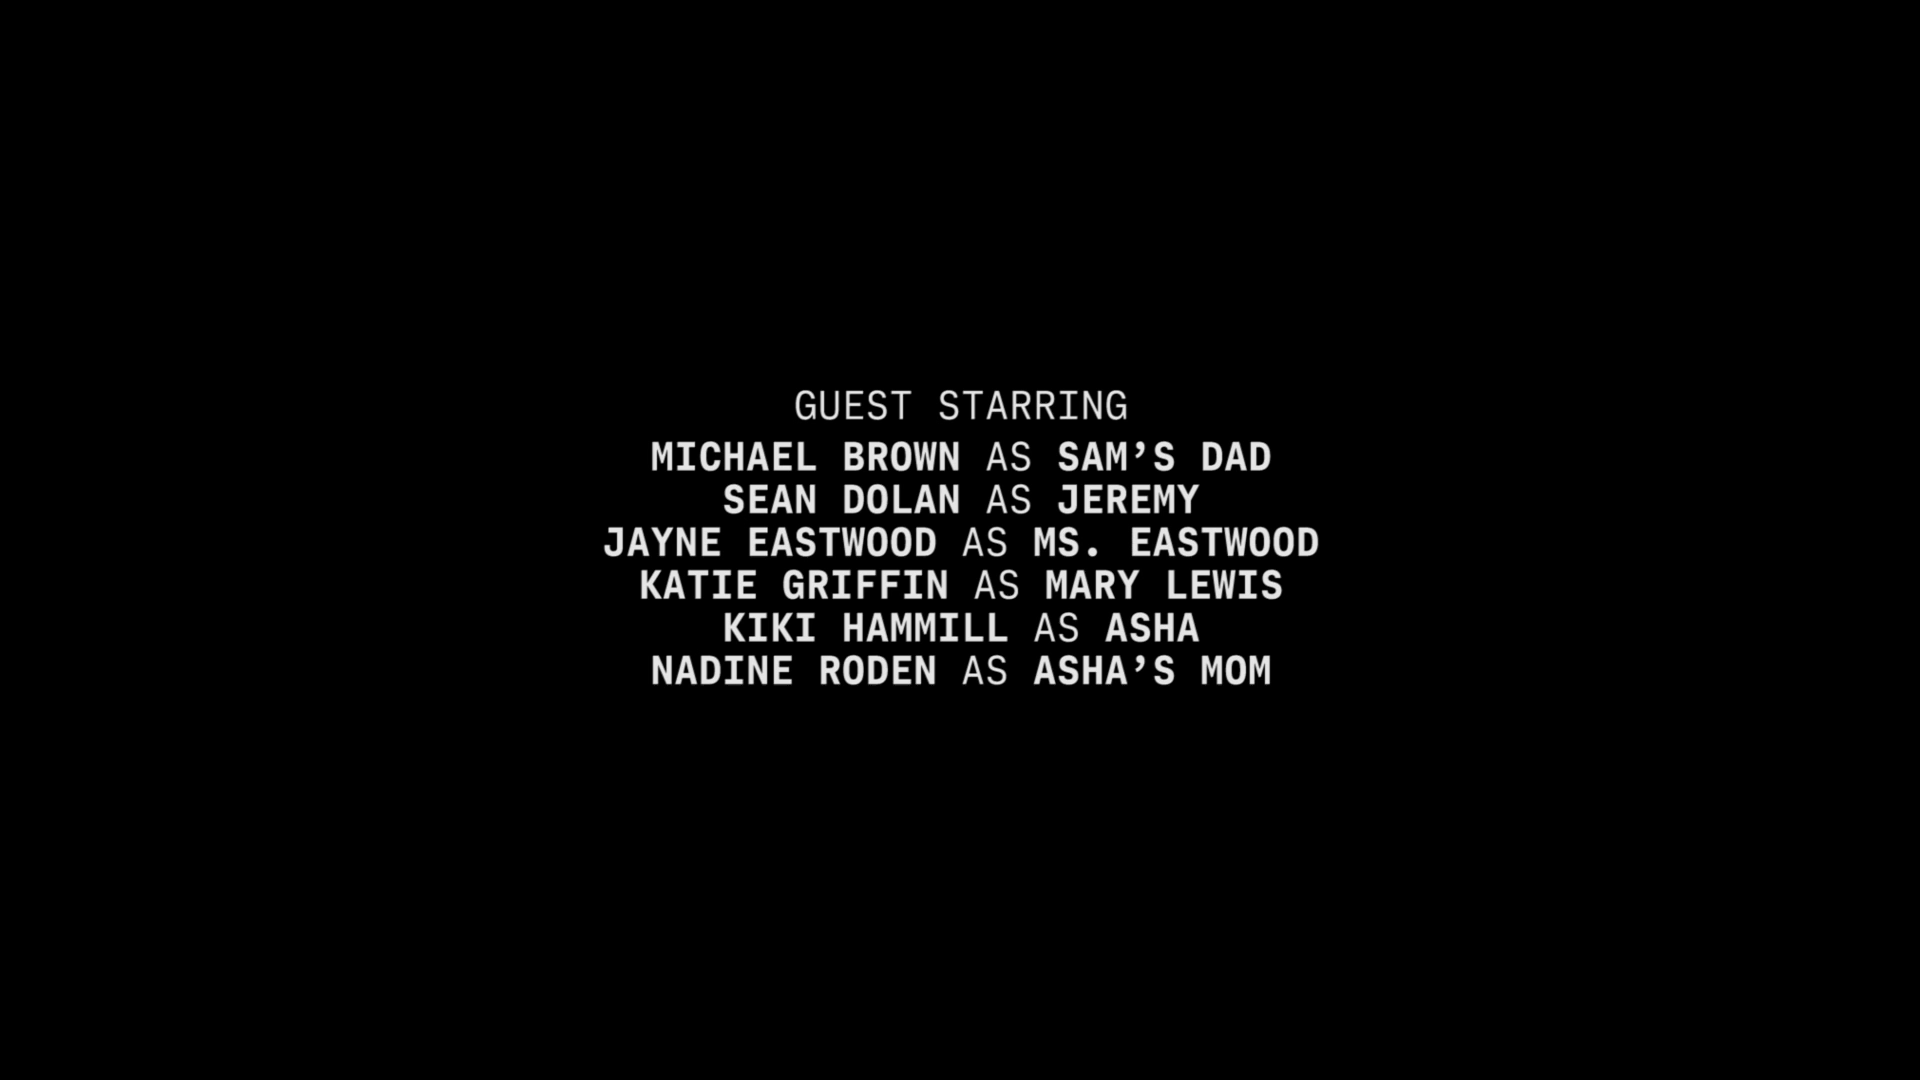 GUEST STARRING
MICHAEL BROWN AS SAM’S DAD
SEAN DOLAN AS JEREMY
JAYNE EASTWOOD AS MS. EASTWOOD
KATIE GRIFFIN AS MARY LEWIS
KIKI HAMMILL AS ASHA
NADINE RODEN AS ASHA’S MOM